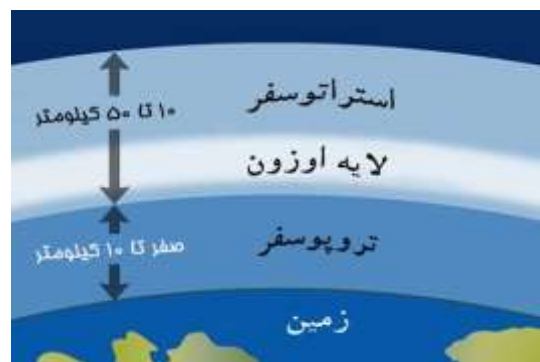 استراتوسفر
۱۰ تا ۵۰ کیلومتر
لایه اوزون
تروپوسفر
صفر تا ۱۰ کیلومتر
زمین